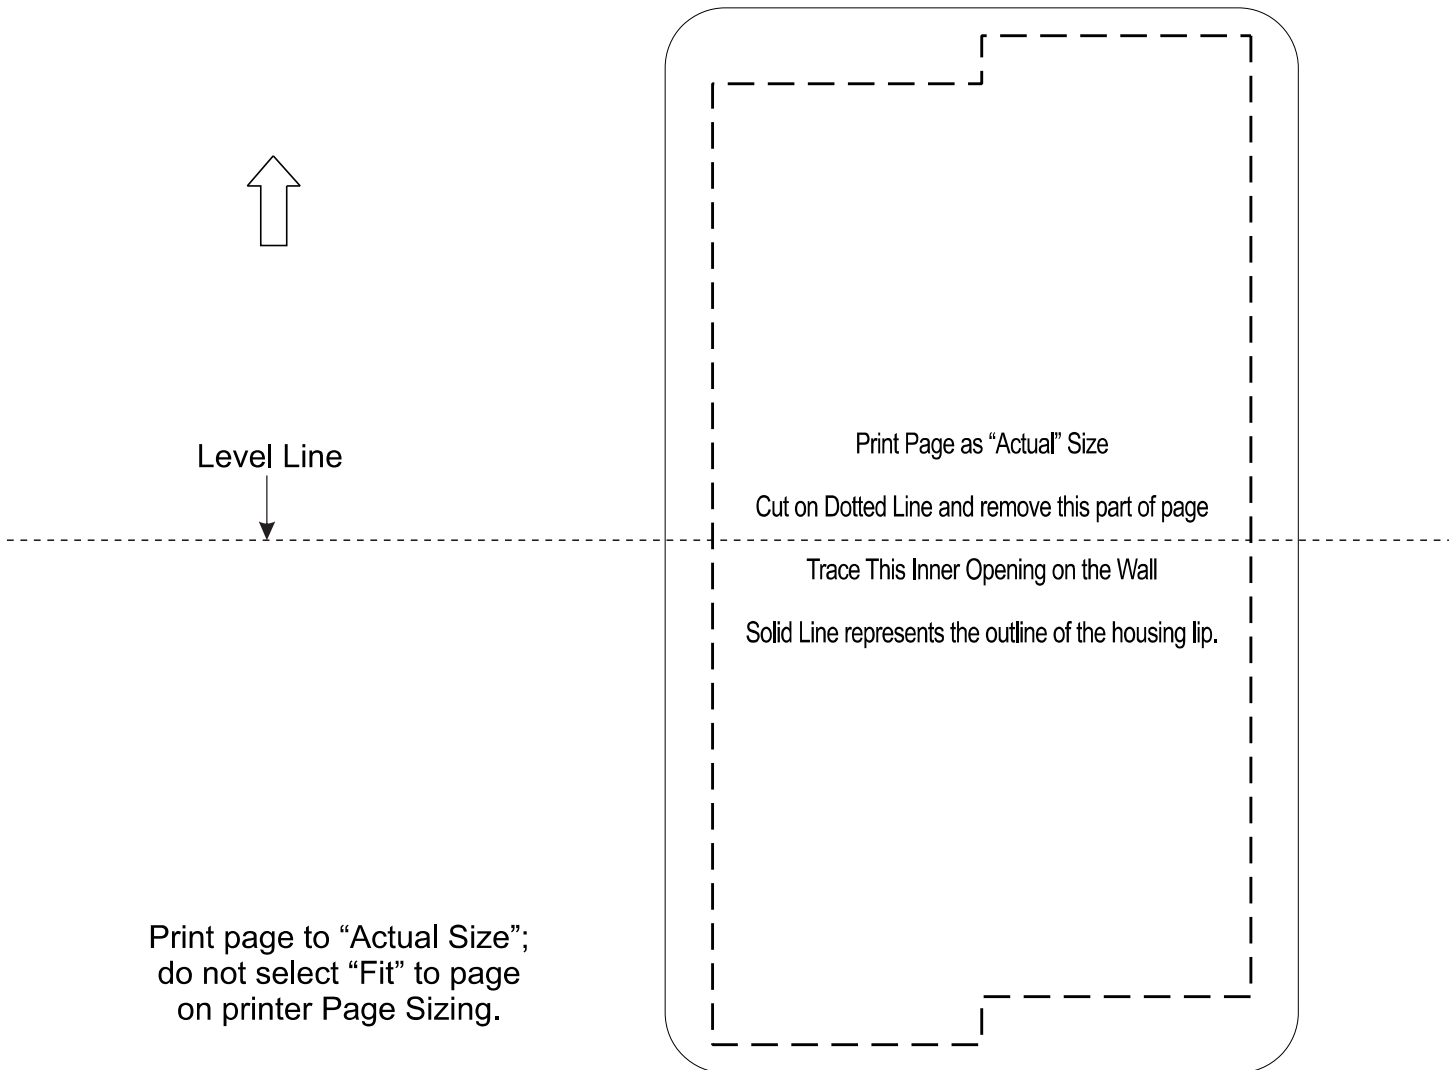 Level Line
Print Page as “Actual” Size
Cut on Dotted Line and remove this part of page
Trace This Inner Opening on the Wall
Solid Line represents the outline of the housing lip.
Print page to “Actual Size”;
do not select “Fit” to page
on printer Page Sizing.